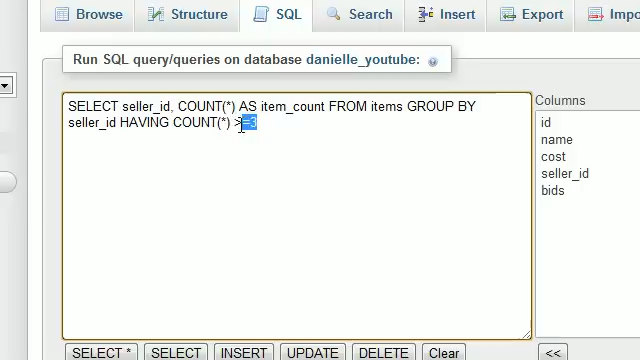 Browse Structure SQL Search Insert Export
Run SQL query/queries on database danielle_youtube:
SELECT seller_id, COUNT(*) AS item_count FROM items GROUP BY
seller_id HAVING COUNT(*) >=3
Columns
id
name
cost
seller_id
bids
SELECT * SELECT INSERT UPDATE DELETE Clear <<